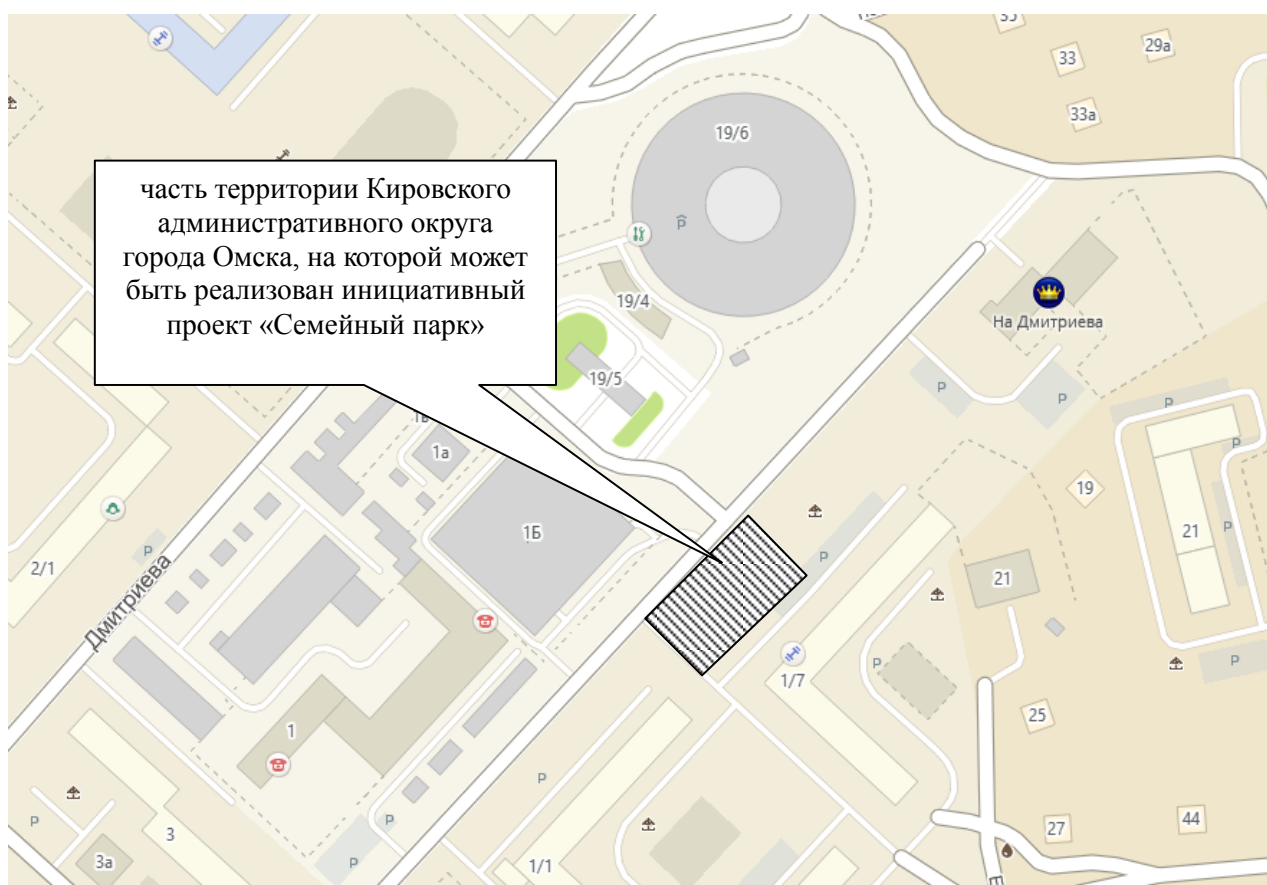 35
33
29а
33а
19/6
часть территории Кировского
административного округа
города Омска, на которой может
быть реализован инициативный
проект «Семейный парк»
19/4
На Дмитриева
19/5
P
P
P
P
1а
1Б
19
21
P
2/1
P
Дмитриева
P
21
1/7
P
P
25
1
P
P
3
3а
P
P
1/1
27
44